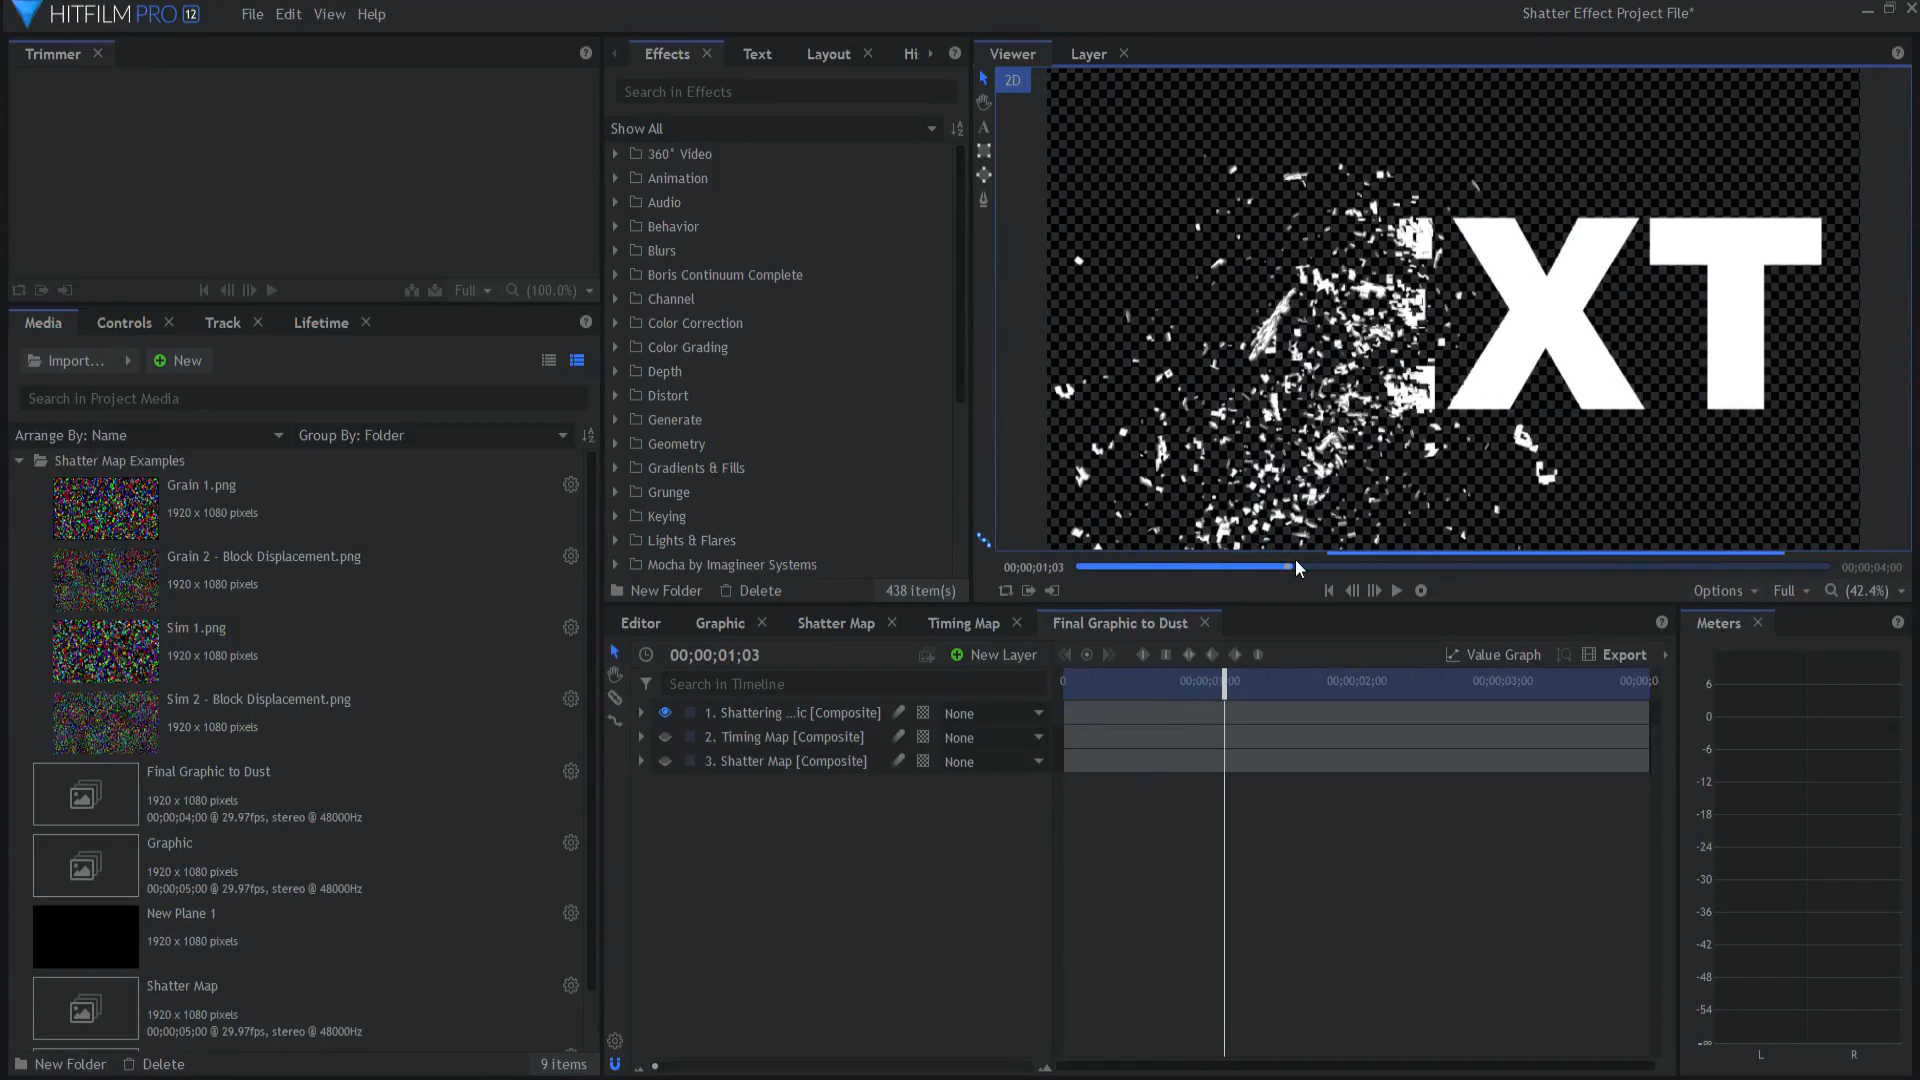 HITFILM PRO 12
File Edit View Help
Shatter Effect Project File*
Trimmer
Full (100.0%)
Media Controls Track Lifetime
Import... New
Search in Project Media
Arrange By: Name Group By: Folder
Shatter Map Examples
Grain 1.png
1920 x 1080 pixels
Grain 2 - Block Displacement.png
1920 x 1080 pixels
Sim 1.png
1920 x 1080 pixels
Sim 2 - Block Displacement.png
1920 x 1080 pixels
Final Graphic to Dust
1920 x 1080 pixels
00;00;04;00 @ 29.97fps, stereo @ 48000Hz
Graphic
1920 x 1080 pixels
00;00;05;00 @ 29.97fps, stereo @ 48000Hz
New Plane 1
1920 x 1080 pixels
Shatter Map
1920 x 1080 pixels
00;00;05;00 @ 29.97fps, stereo @ 48000Hz
New Folder Delete 9 items
Effects Text Layout Hi
Search in Effects
Show All
360° Video
Animation
Audio
Behavior
Blurs
Boris Continuum Complete
Channel
Color Correction
Color Grading
Depth
Distort
Generate
Geometry
Gradients & Fills
Grunge
Keying
Lights & Flares
Mocha by Imagineer Systems
New Folder Delete 438 item(s)
Viewer Layer
2D
XT
00;00;01;03 00;00;04;00
Options Full (42.4%)
Editor Graphic Shatter Map Timing Map Final Graphic to Dust
00;00;01;03 New Layer Value Graph Export
Search in Timeline
0 00;00;01;00 00;00;02;00 00;00;03;00 00;00;0
1. Shattering ...ic [Composite] None
2. Timing Map [Composite] None
3. Shatter Map [Composite] None
Meters
6
0
-6
-12
-18
-24
-30
-36
-42
-48
-54
-∞
L R